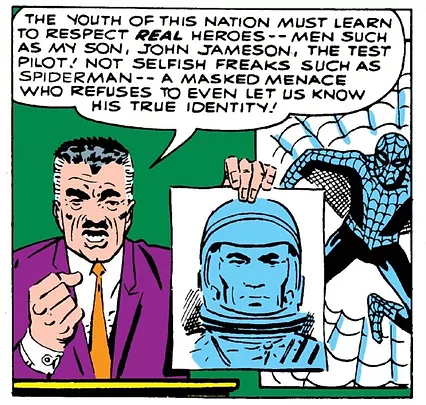 THE YOUTH OF THIS NATION MUST LEARN
TO RESPECT REAL HEROES--MEN SUCH
AS MY SON, JOHN JAMESON, THE TEST
PILOT! NOT SELFISH FREAKS SUCH AS
SPIDERMAN--A MASKED MENACE
WHO REFUSES TO EVEN LET US KNOW
HIS TRUE IDENTITY!